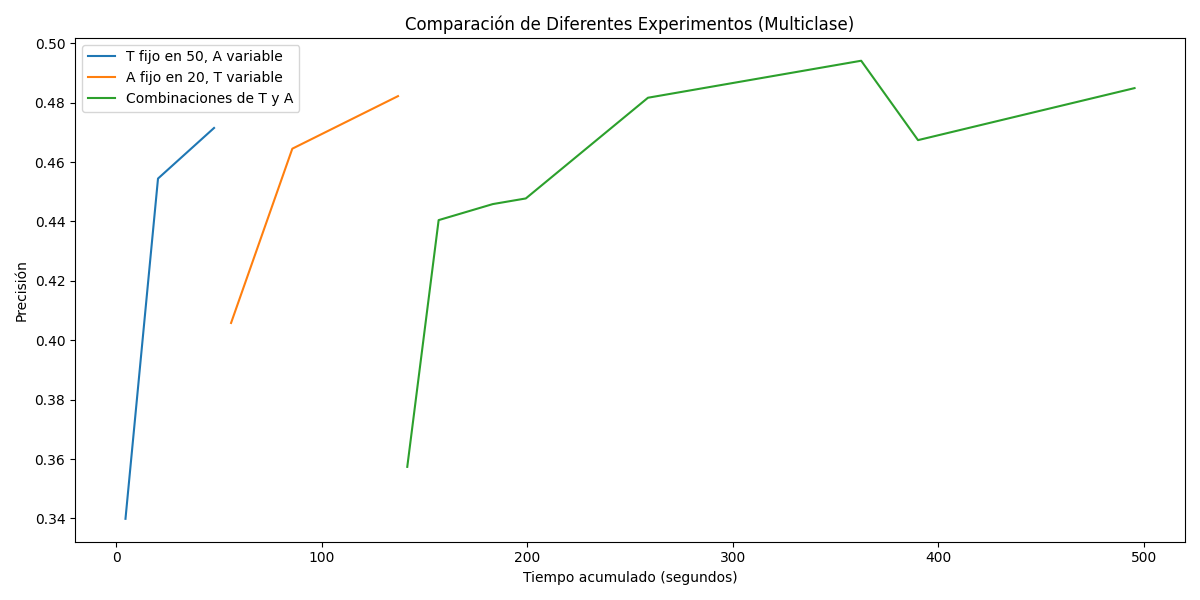 Comparación de Diferentes Experimentos (Multiclase)
T fijo en 50, A variable
A fijo en 20, T variable
Combinaciones de T y A
Precisión
0.50
0.48
0.46
0.44
0.42
0.40
0.38
0.36
0.34
0 100 200 300 400 500
Tiempo acumulado (segundos)